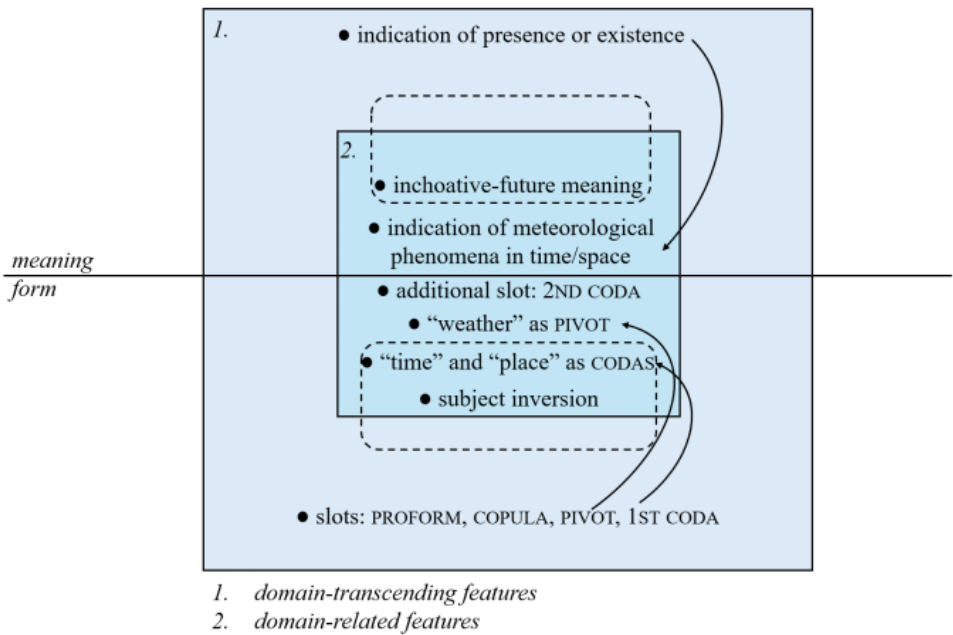 1.
● indication of presence or existence
2.
● inchoative-future meaning
● indication of meteorological
phenomena in time/space
meaning
form
● additional slot: 2ND CODA
● “weather” as PIVOT
● “time” and “place” as CODAS
● subject inversion
● slots: PROFORM, COPULA, PIVOT, 1ST CODA
1. domain-transcending features
2. domain-related features